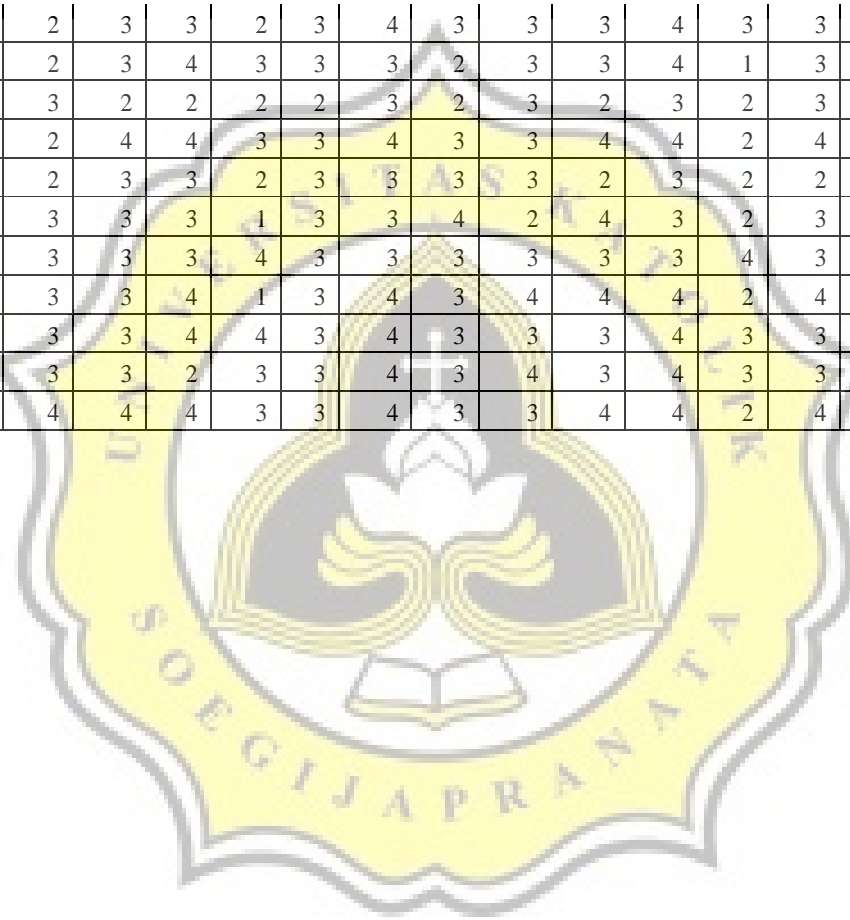 2 3 3 2 3 4 3 3 3 4 3 3
2 3 4 3 3 3 2 3 3 4 1 3
3 2 2 2 2 3 2 3 2 3 2 3
2 4 4 3 3 4 3 3 4 4 2 4
2 3 3 2 3 3 3 3 2 3 2 2
3 3 3 1 3 3 4 2 4 3 2 3
3 3 3 4 3 3 3 3 3 3 4 3
3 3 4 1 3 4 3 4 4 4 2 4
3 3 4 4 3 4 3 3 3 4 3 3
3 3 2 3 3 4 3 4 3 4 3 3
4 4 4 3 3 4 3 3 4 4 2 4
UNIVERSITAS KATOLIK
SOEGIJAPRANATA